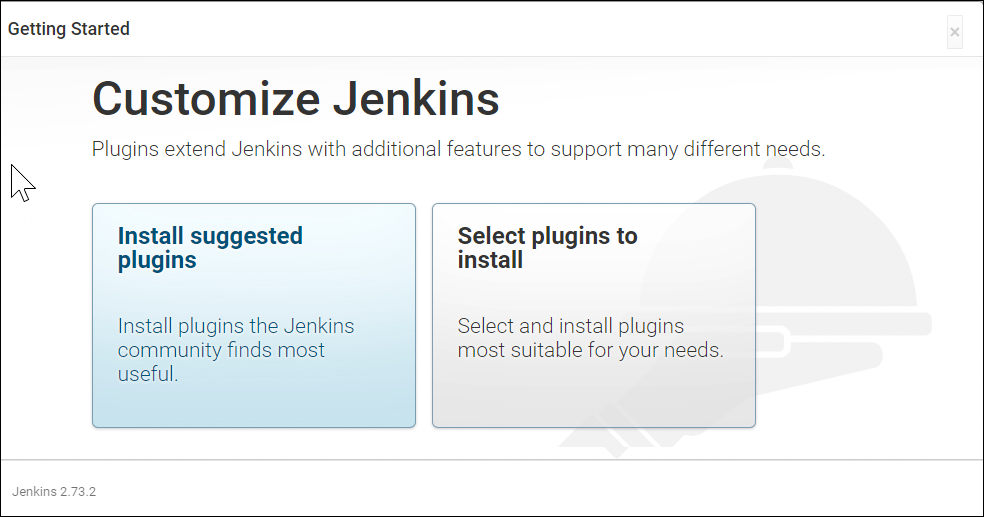 Getting Started
×
Customize Jenkins
Plugins extend Jenkins with additional features to support many different needs.
Install suggested
plugins
Install plugins the Jenkins
community finds most
useful.
Select plugins to
install
Select and install plugins
most suitable for your needs.
Jenkins 2.73.2